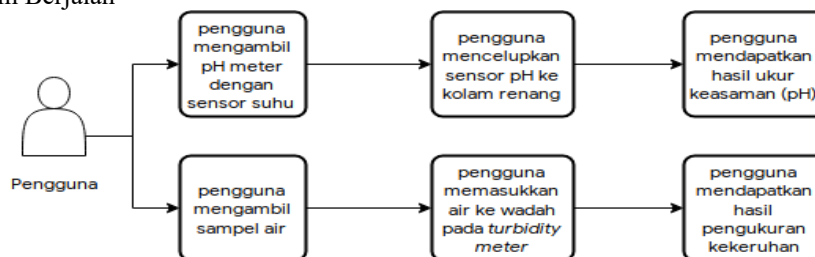 Berjalan
pengguna
mengambil
pH meter
dengan
sensor suhu
pengguna
mencelupkan
sensor pH ke
kolam renang
pengguna
mendapatkan
hasil ukur
keasaman (pH)
Pengguna
pengguna
mengambil
sampel air
pengguna
memasukkan
air ke wadah
pada turbidity
meter
pengguna
mendapatkan
hasil
pengukuran
kekeruhan